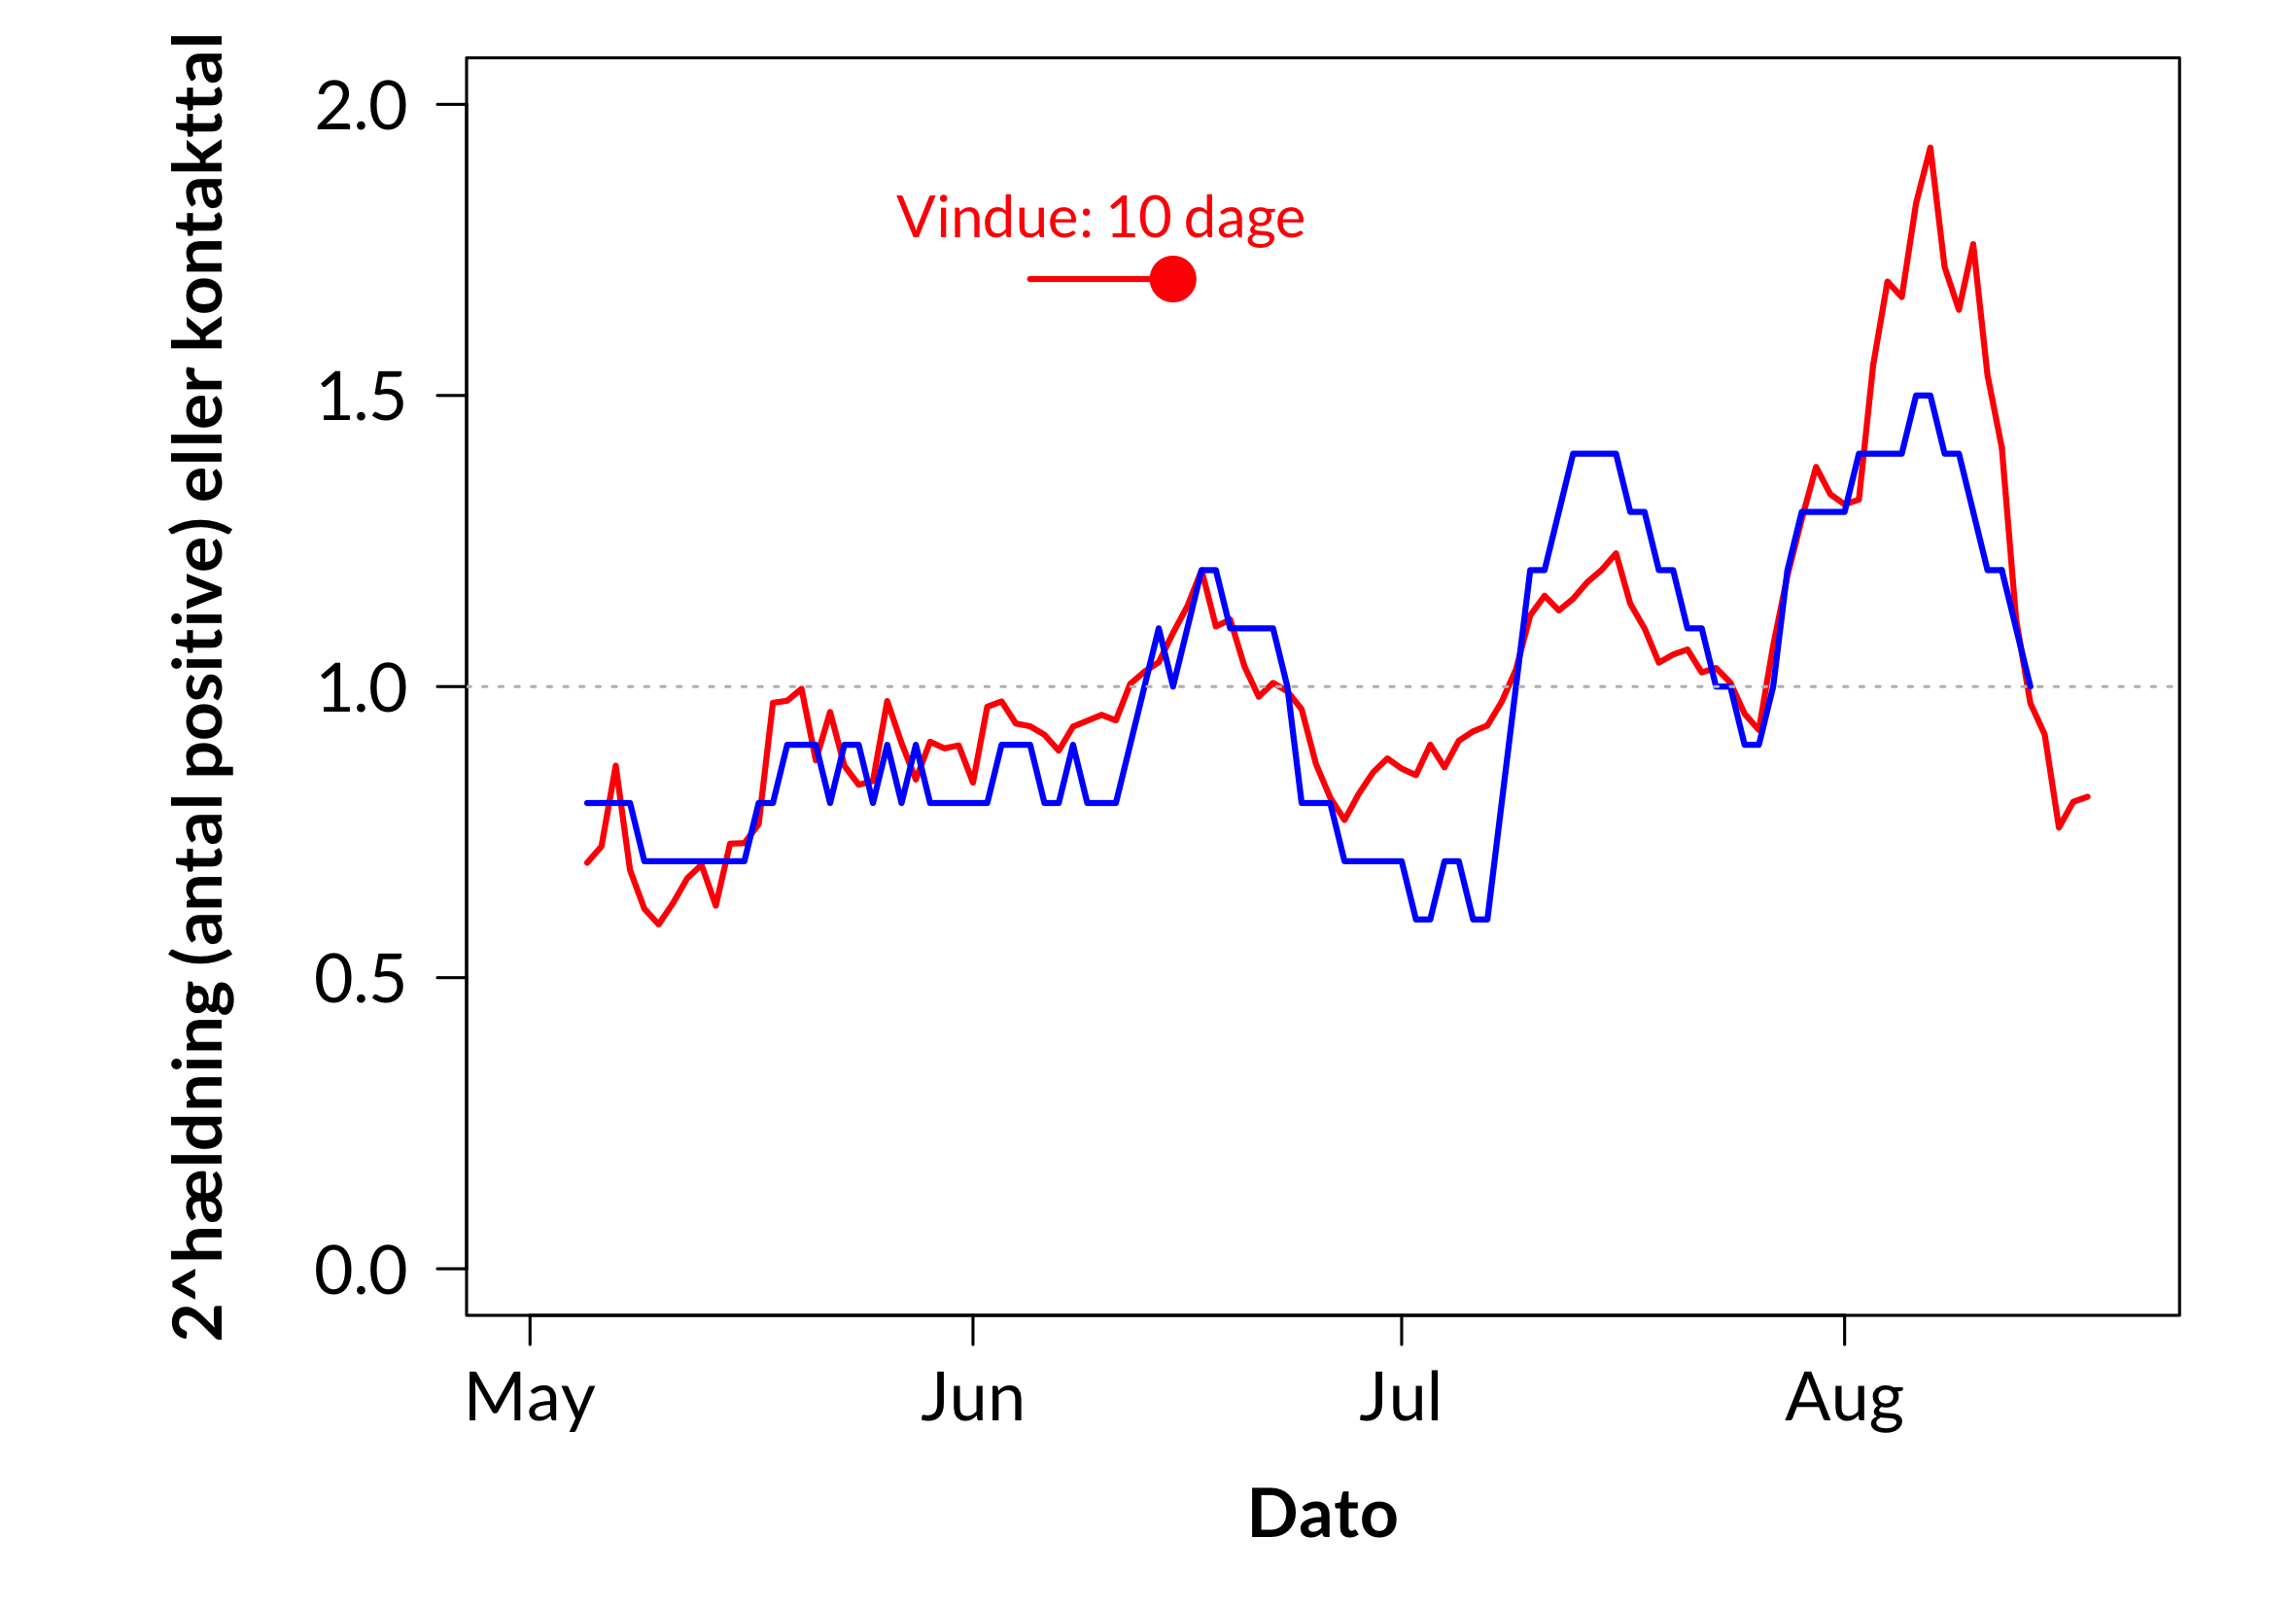 2^hældning (antal positive) eller kontakttal
2.0
1.5
1.0
0.5
0.0
Vindue: 10 dage
May
Jun
Jul
Aug
Dato